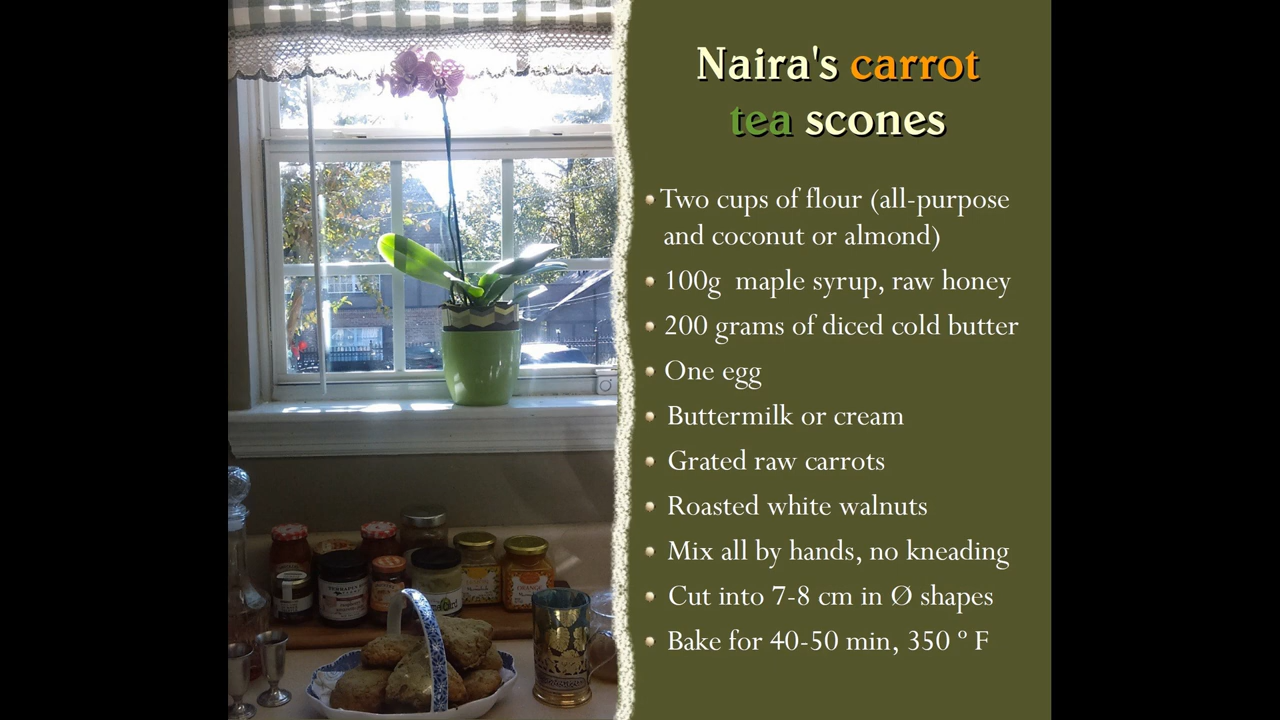 Naira's carrot
tea scones
• Two cups of flour (all-purpose
and coconut or almond)
• 100g  maple syrup, raw honey
• 200 grams of diced cold butter
• One egg
• Buttermilk or cream
• Grated raw carrots
• Roasted white walnuts
• Mix all by hands, no kneading
• Cut into 7-8 cm in Ø shapes
• Bake for 40-50 min, 350 º F
ORANGE